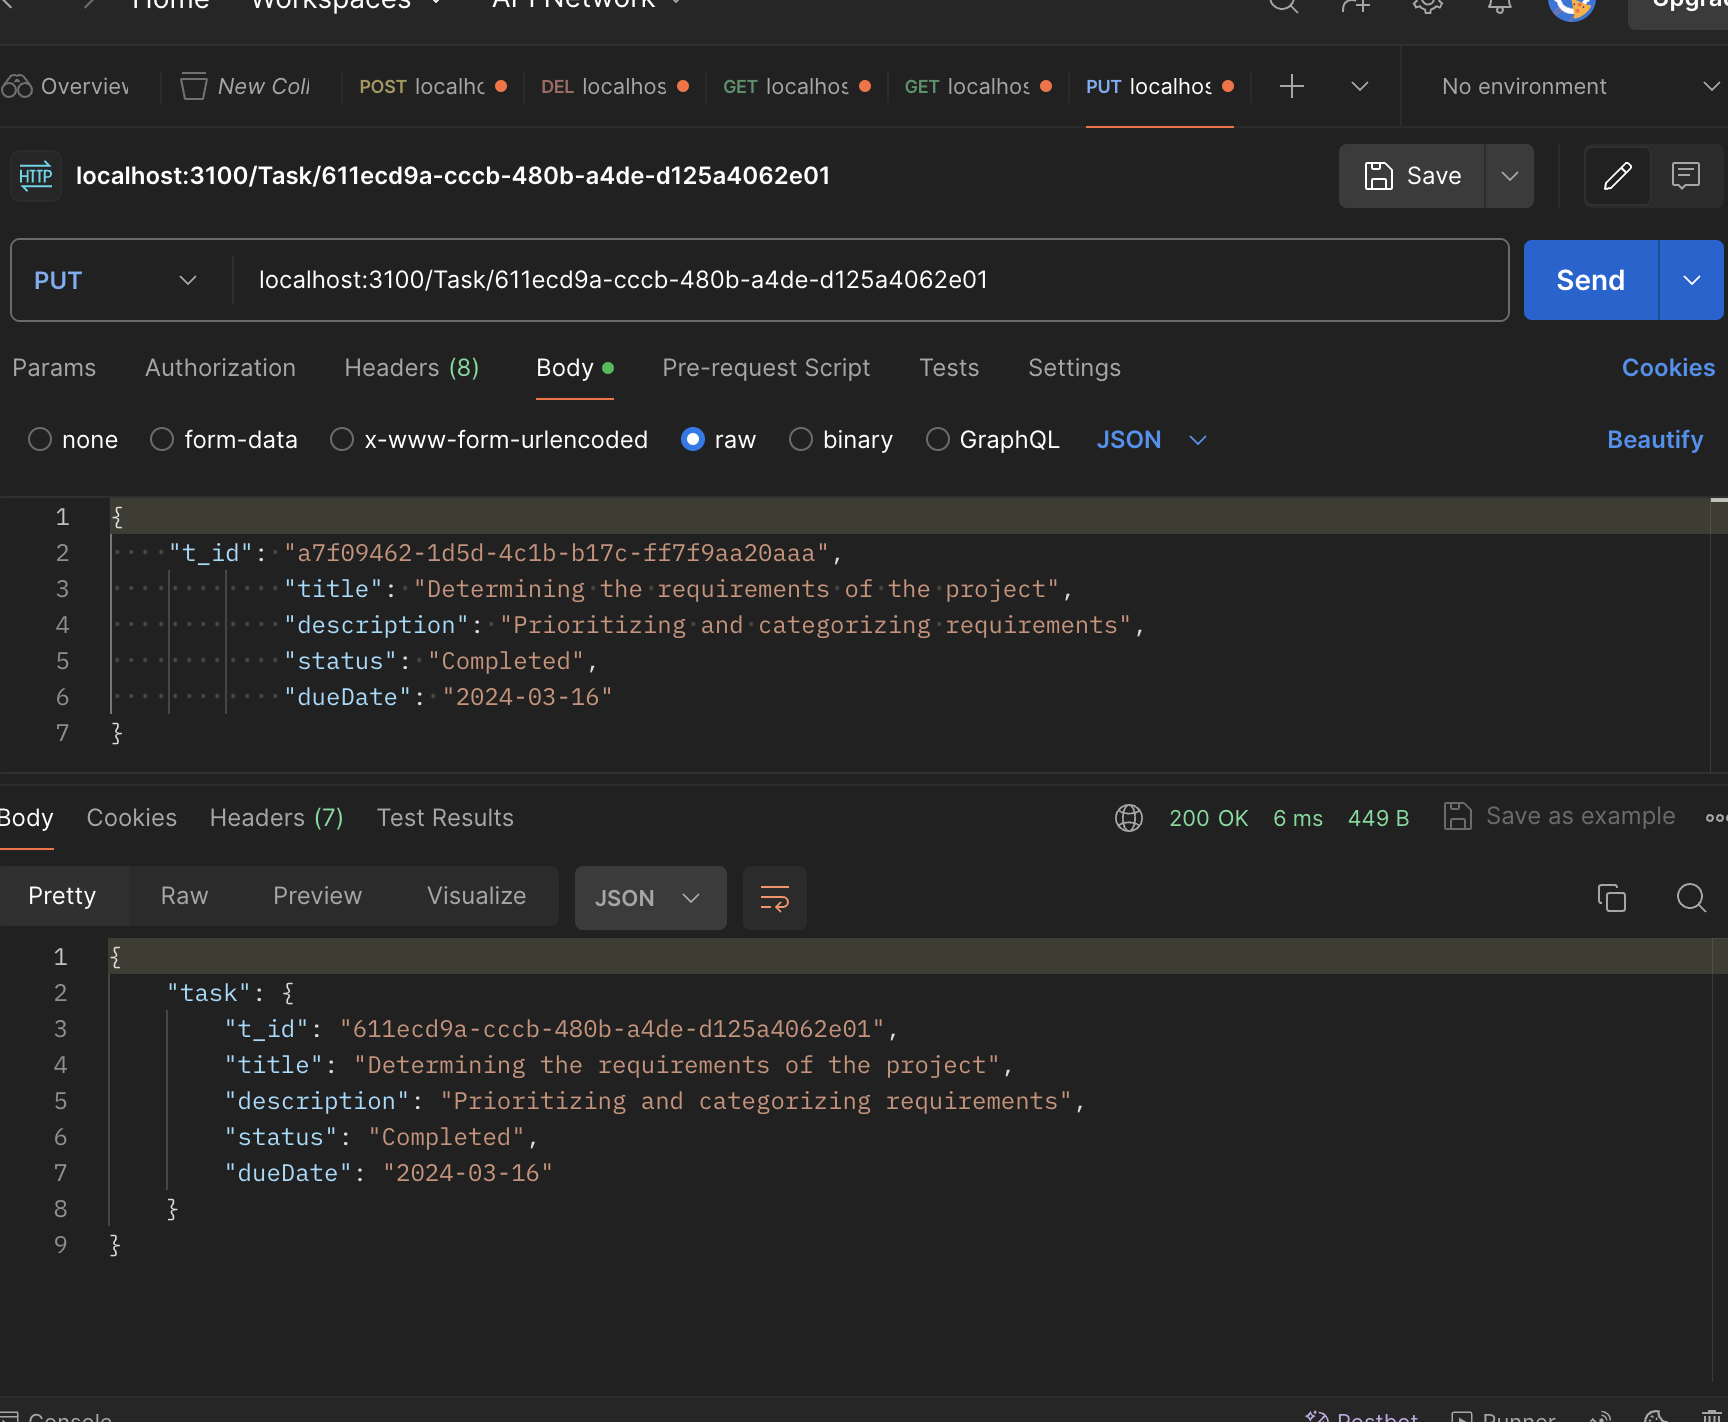 Home Workspaces API Network
Overview New Coll POST localhc DEL localhos GET localhos GET localhos PUT localhos No environment
HTTP localhost:3100/Task/611ecd9a-cccb-480b-a4de-d125a4062e01 Save
PUT localhost:3100/Task/611ecd9a-cccb-480b-a4de-d125a4062e01 Send
Params Authorization Headers (8) Body Pre-request Script Tests Settings Cookies
none form-data x-www-form-urlencoded raw binary GraphQL JSON Beautify
1 {
2 "t_id": "a7f09462-1d5d-4c1b-b17c-ff7f9aa20aaa",
3 "title": "Determining the requirements of the project",
4 "description": "Prioritizing and categorizing requirements",
5 "status": "Completed",
6 "dueDate": "2024-03-16"
7 }
Body Cookies Headers (7) Test Results 200 OK 6 ms 449 B Save as example
Pretty Raw Preview Visualize JSON
1 {
2 "task": {
3 "t_id": "611ecd9a-cccb-480b-a4de-d125a4062e01",
4 "title": "Determining the requirements of the project",
5 "description": "Prioritizing and categorizing requirements",
6 "status": "Completed",
7 "dueDate": "2024-03-16"
8 }
9 }
Console Postbot Runner